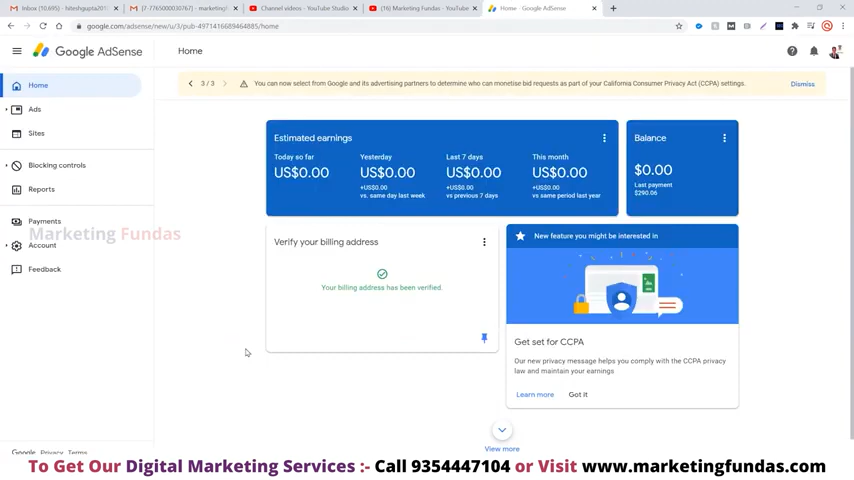 Inbox (10,695) - hiteshgupta201
[7-7765000030767] - marketing
Channel videos - YouTube Studio
(16) Marketing Fundas - YouTube
Home - Google AdSense
google.com/adsense/new/u/3/pub-4971416689464885/home
Google AdSense
Home
3 / 3
You can now select from Google and its advertising partners to determine who can monetise bid requests as part of your California Consumer Privacy Act (CCPA) settings.
Dismiss
Home
Ads
Sites
Blocking controls
Reports
Payments
Marketing Fundas
Account
Feedback
Estimated earnings
Today so far
US$0.00
Yesterday
US$0.00
+US$0.00
vs. same day last week
Last 7 days
US$0.00
+US$0.00
vs previous 7 days
This month
US$0.00
+US$0.00
vs same period last year
Balance
$0.00
Last payment
$290.06
Verify your billing address
Your billing address has been verified.
New feature you might be interested in
Get set for CCPA
Our new privacy message helps you comply with the CCPA privacy
law and maintain your earnings
Learn more
Got it
View more
Google Privacy Terms
To Get Our Digital Marketing Services :- Call 9354447104 or Visit www.marketingfundas.com